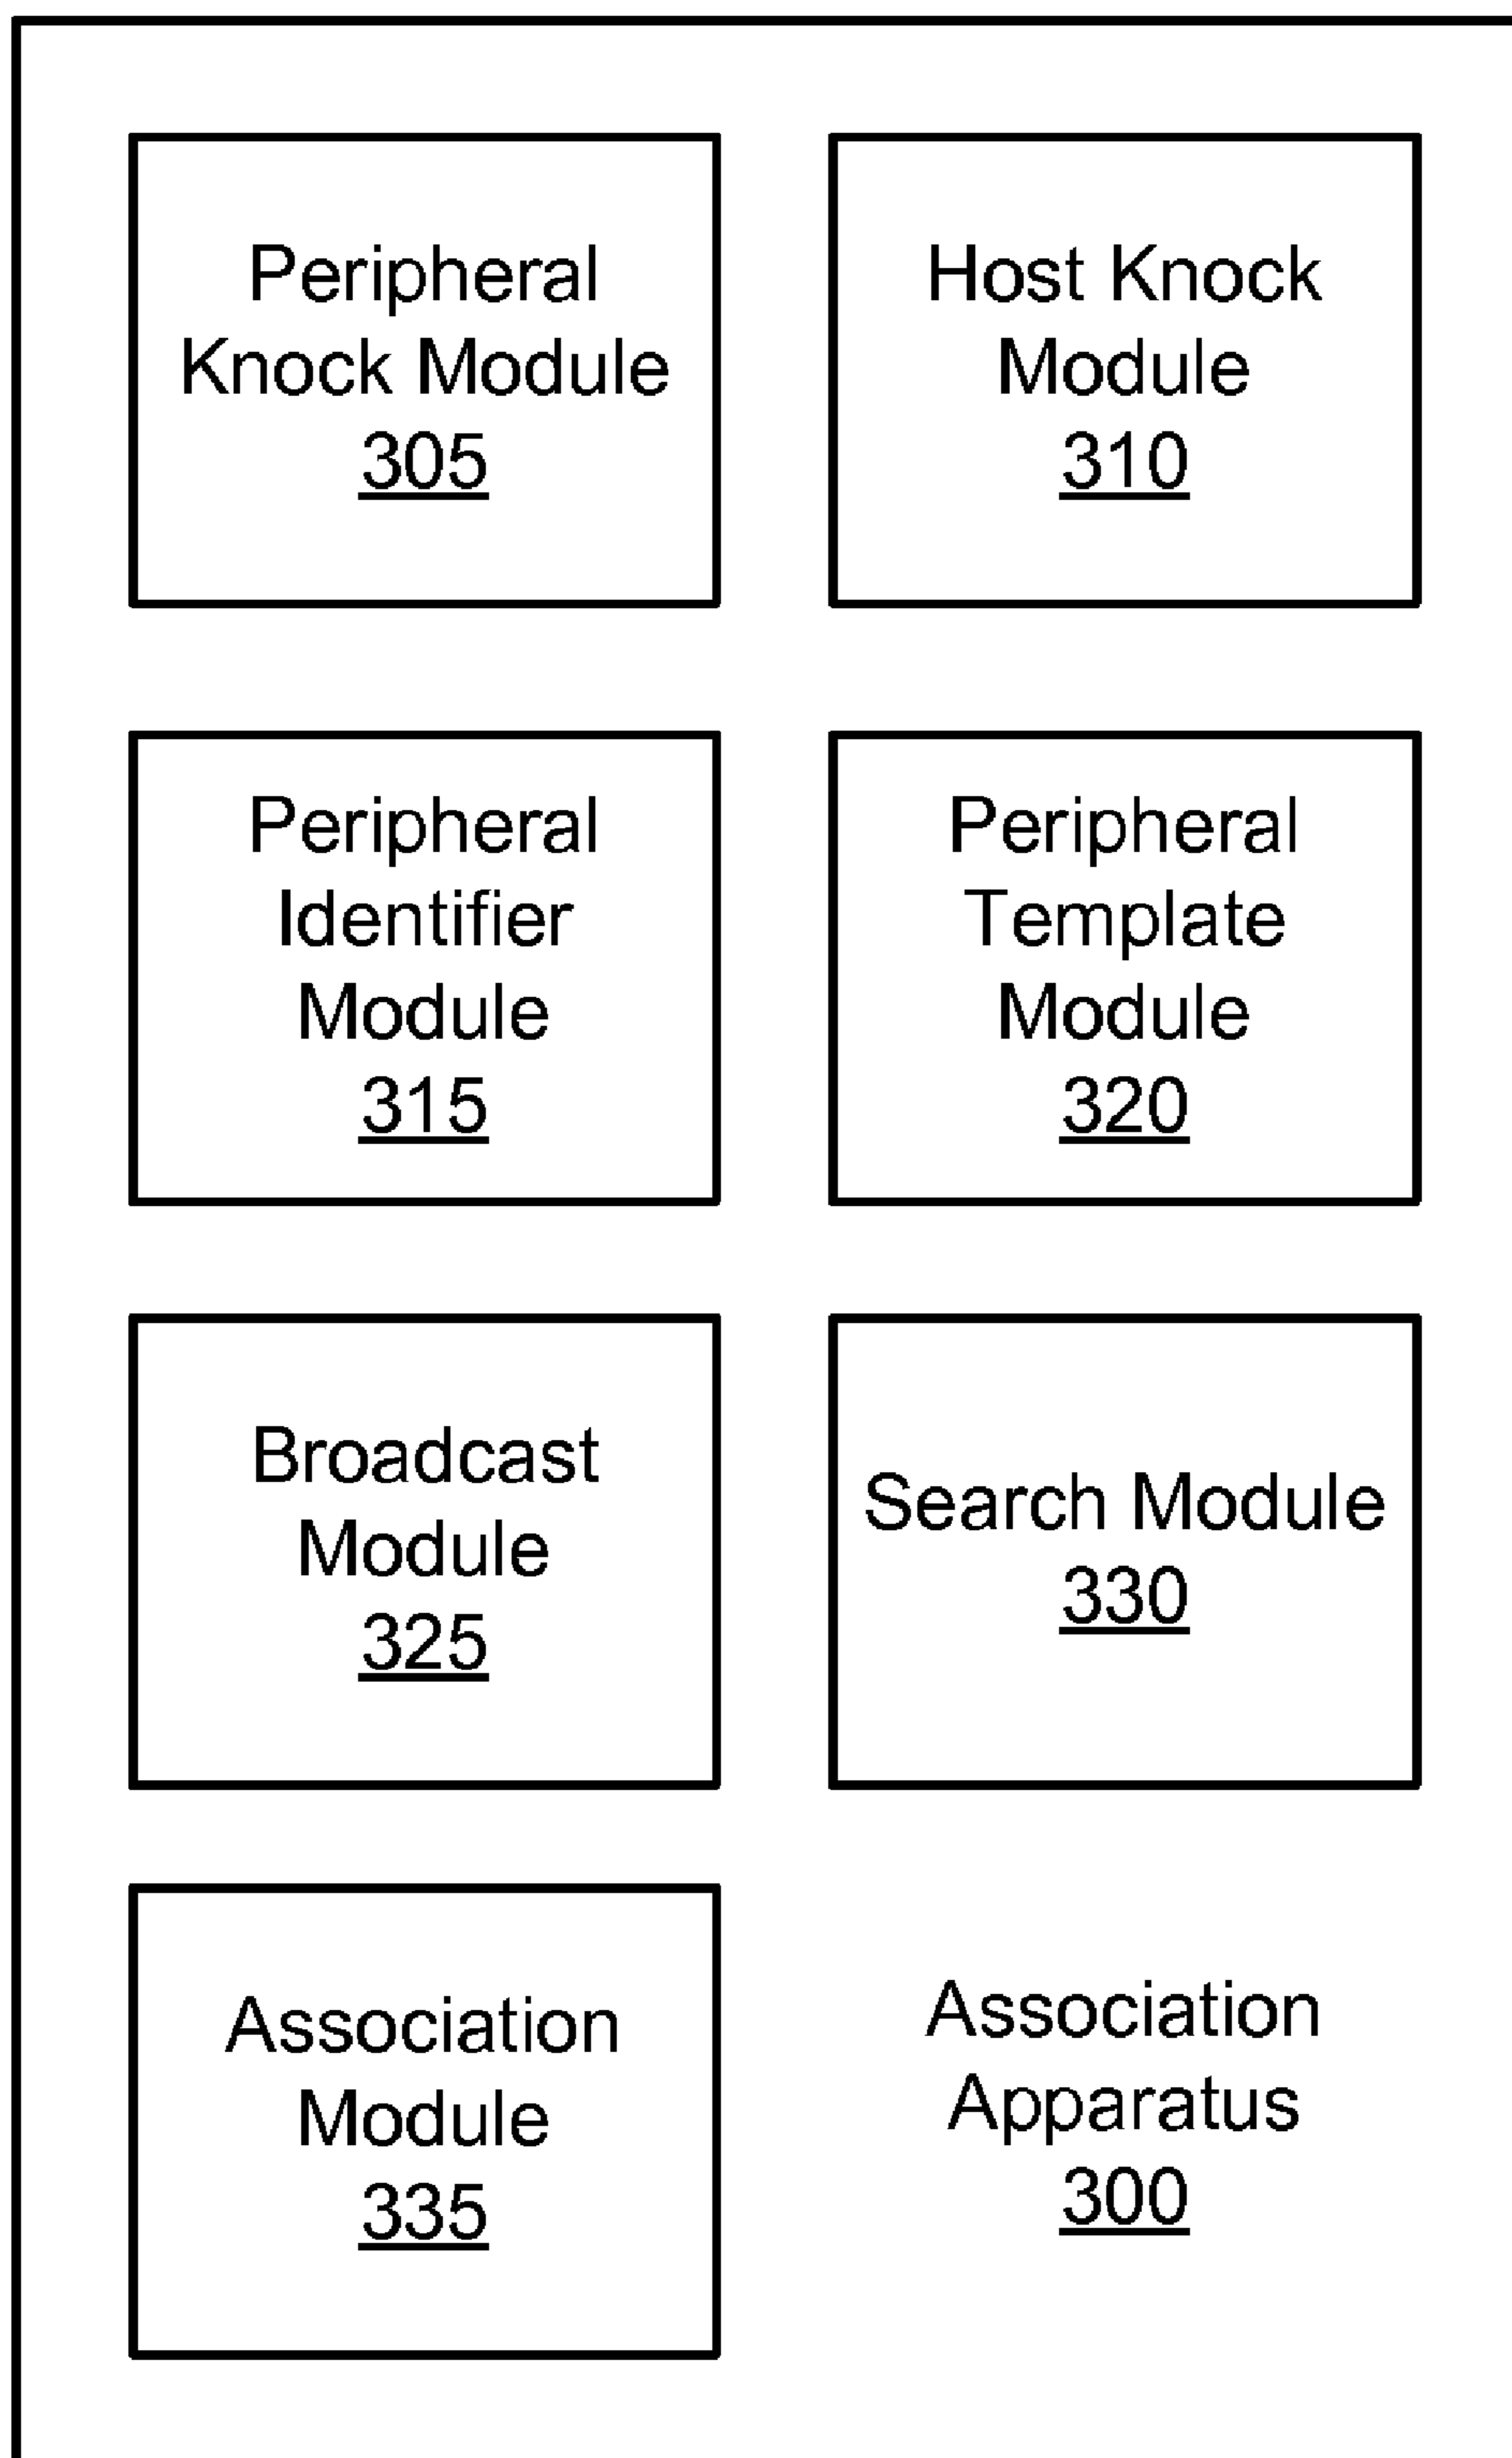 Peripheral
Knock Module
305
Host Knock
Module
310
Peripheral
Identifier
Module
315
Peripheral
Template
Module
320
Broadcast
Module
325
Search Module
330
Association
Module
335
Association
Apparatus
300